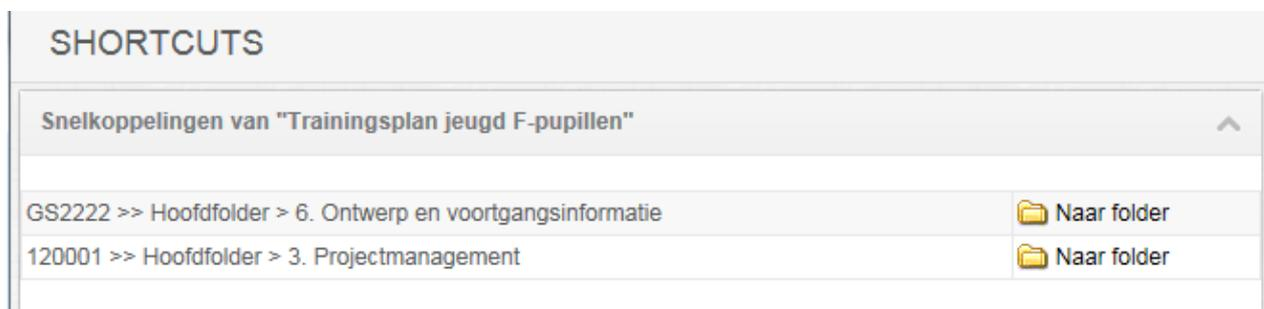 SHORTCUTS
Snelkoppelingen van "Trainingsplan jeugd F-pupillen"
GS2222 >> Hoofdfolder > 6. Ontwerp en voortgangsinformatie Naar folder
120001 >> Hoofdfolder > 3. Projectmanagement Naar folder